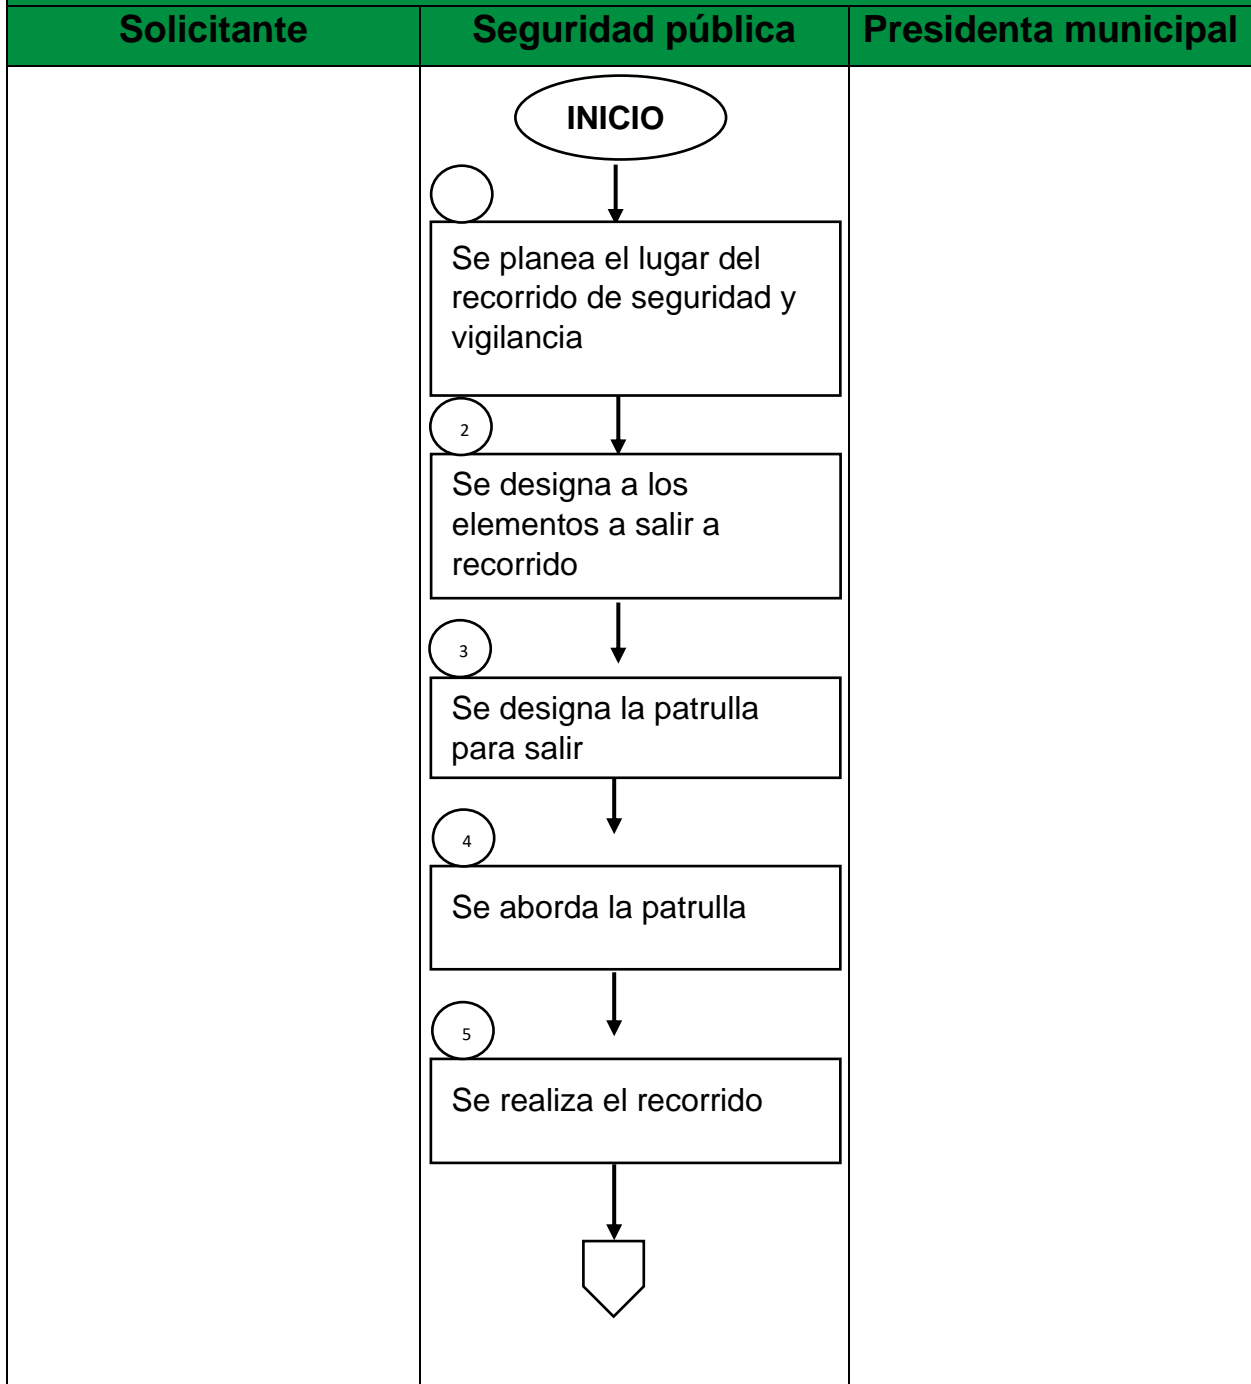 Solicitante
Seguridad pública
Presidenta municipal
INICIO
Se planea el lugar del
recorrido de seguridad y
vigilancia
2
Se designa a los
elementos a salir a
recorrido
3
Se designa la patrulla
para salir
4
Se aborda la patrulla
5
Se realiza el recorrido